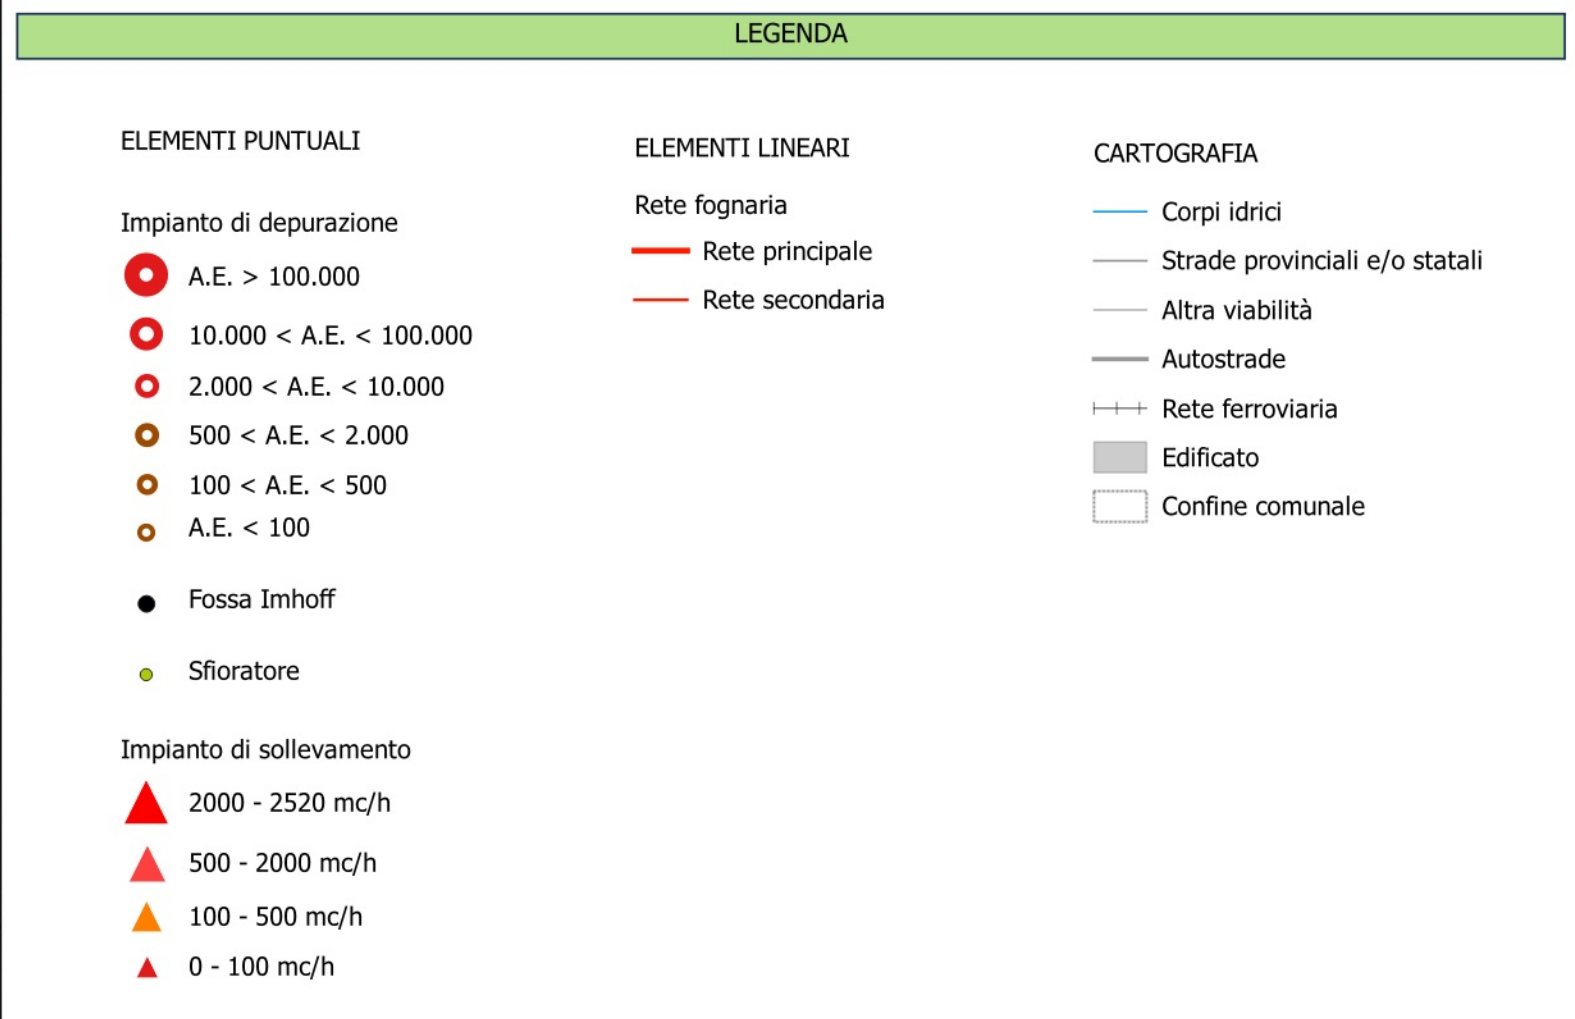 LEGENDA
ELEMENTI PUNTUALI
Impianto di depurazione
A.E. > 100.000
10.000 < A.E. < 100.000
2.000 < A.E. < 10.000
500 < A.E. < 2.000
100 < A.E. < 500
A.E. < 100
Fossa Imhoff
Sfioratore
Impianto di sollevamento
2000 - 2520 mc/h
500 - 2000 mc/h
100 - 500 mc/h
0 - 100 mc/h
ELEMENTI LINEARI
Rete fognaria
Rete principale
Rete secondaria
CARTOGRAFIA
Corpi idrici
Strade provinciali e/o statali
Altra viabilità
Autostrade
Rete ferroviaria
Edificato
Confine comunale